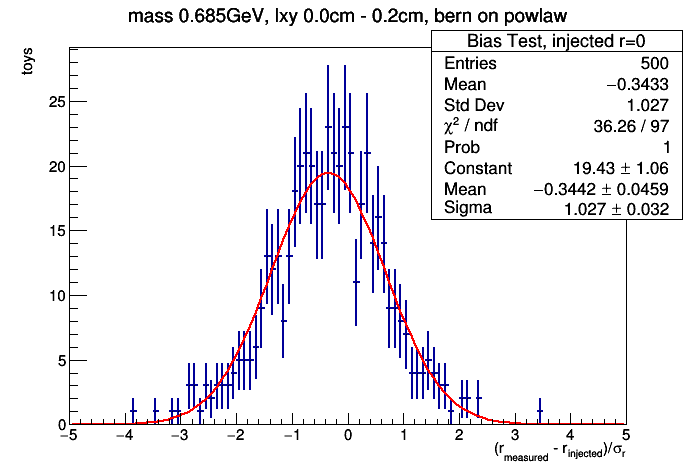 mass 0.685GeV, lxy 0.0cm - 0.2cm, bern on powlaw
Bias Test, injected r=0
Entries 500
Mean −0.3433
Std Dev 1.027
χ² / ndf 36.26 / 97
Prob 1
Constant 19.43 ± 1.06
Mean −0.3442 ± 0.0459
Sigma 1.027 ± 0.032
toys
25
20
15
10
5
0
−5 −4 −3 −2 −1 0 1 2 3 4 5
(r_measured - r_injected)/σ_r